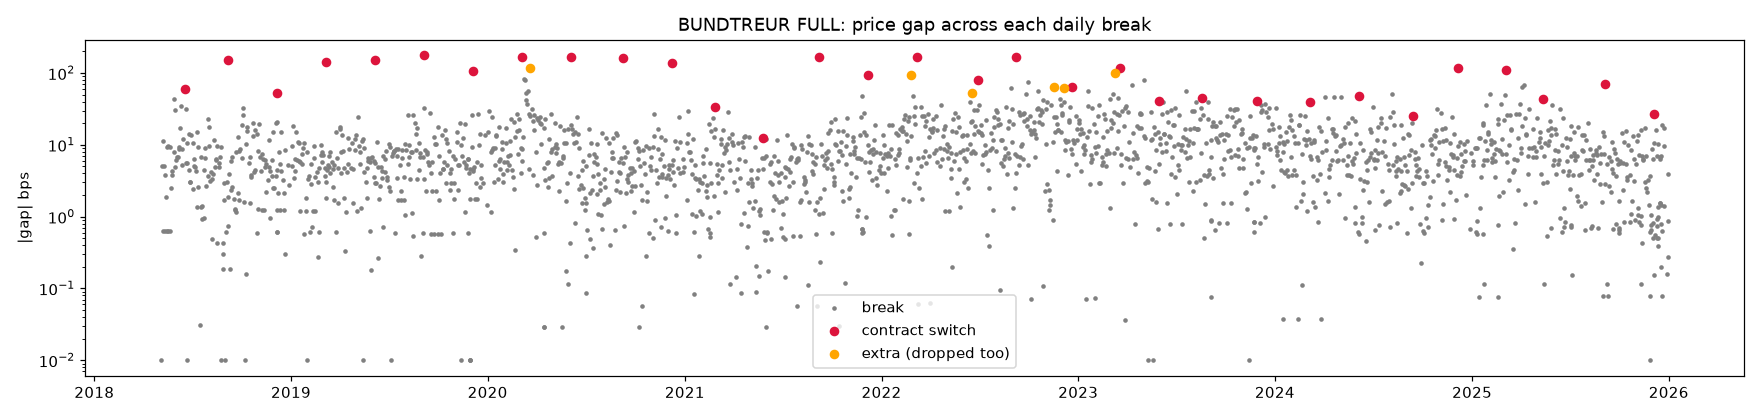 BUNDTREUR FULL: price gap across each daily break
|gap| bps
10²
10¹
10⁰
10⁻¹
10⁻²
break
contract switch
extra (dropped too)
2018 2019 2020 2021 2022 2023 2024 2025 2026